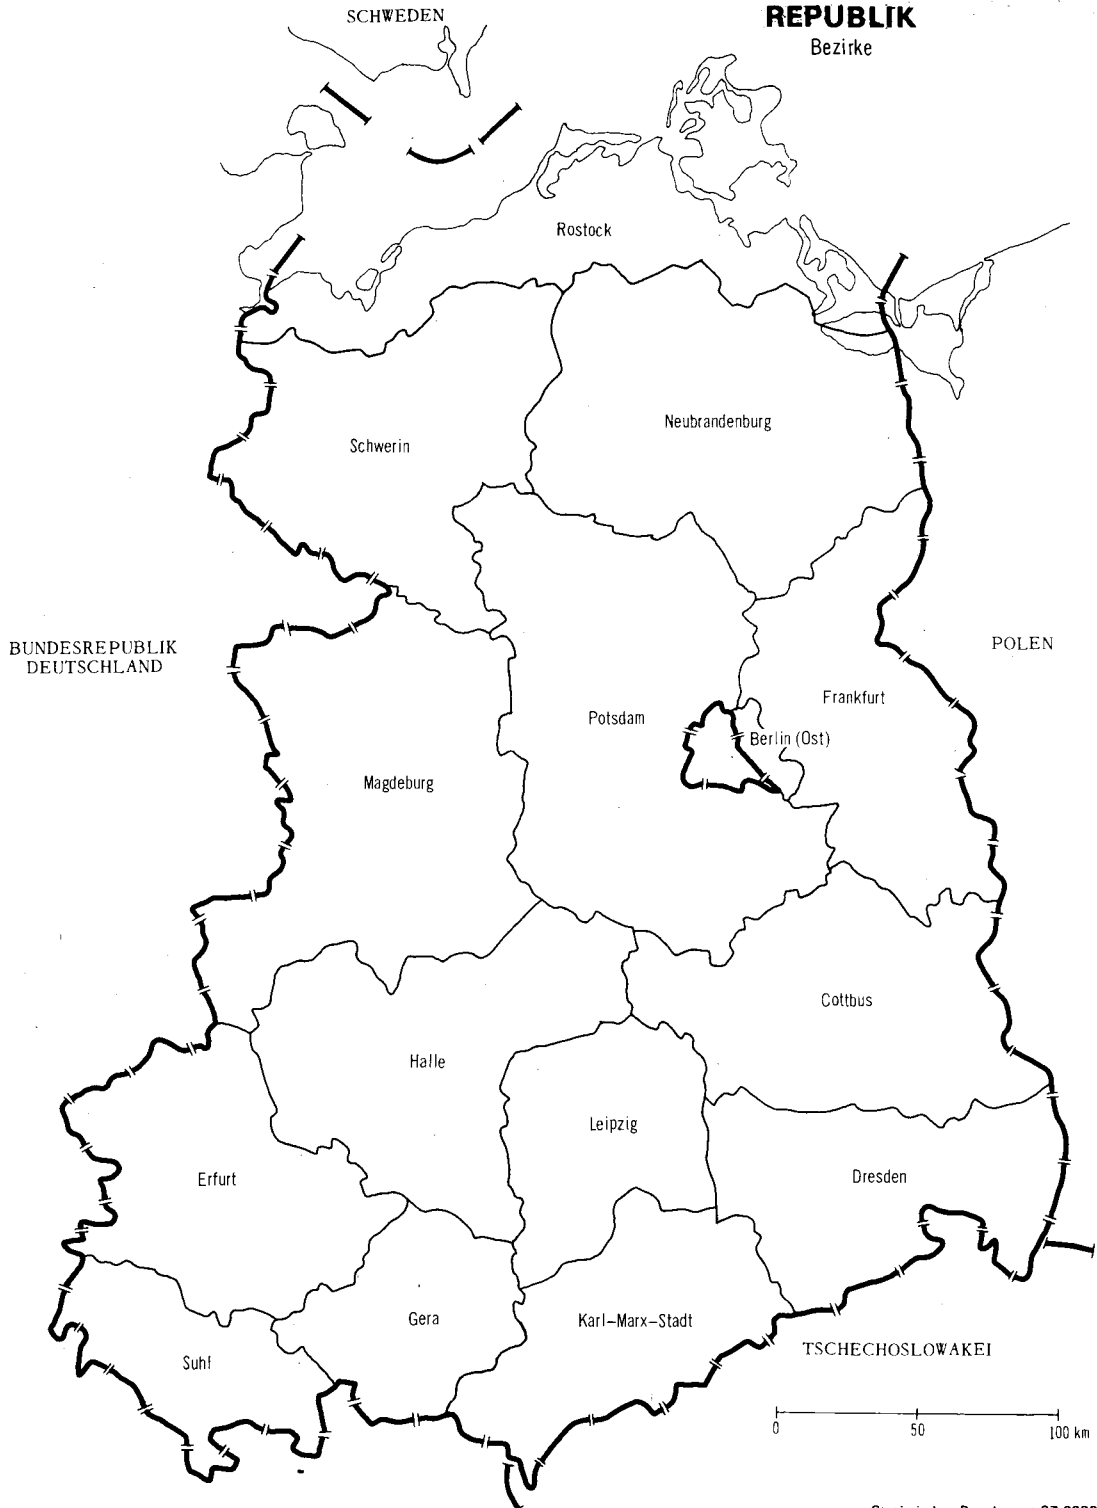 SCHWEDEN
REPUBLIK
Bezirke
Rostock
Schwerin
Neubrandenburg
BUNDESREPUBLIK
DEUTSCHLAND
POLEN
Potsdam
Frankfurt
Berlin (Ost)
Magdeburg
Cottbus
Halle
Leipzig
Erfurt
Dresden
Gera
Karl-Marx-Stadt
Suhl
TSCHECHOSLOWAKEI
0 50 100 km